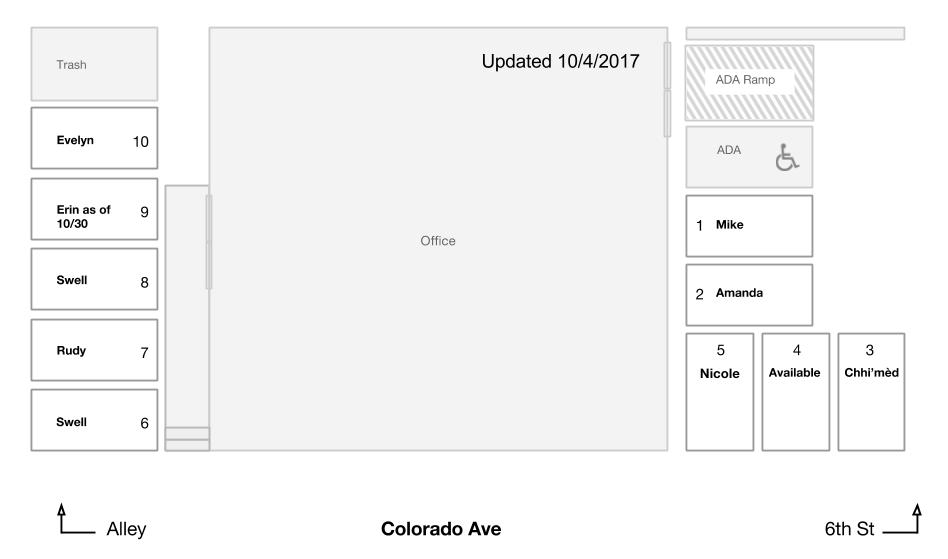 Updated 10/4/2017
Trash
Evelyn 10
Erin as of
10/30 9
Swell 8
Rudy 7
Swell 6
Office
ADA Ramp
ADA
1 Mike
2 Amanda
5 4 3
Nicole Available Chhi'mèd
Alley Colorado Ave 6th St